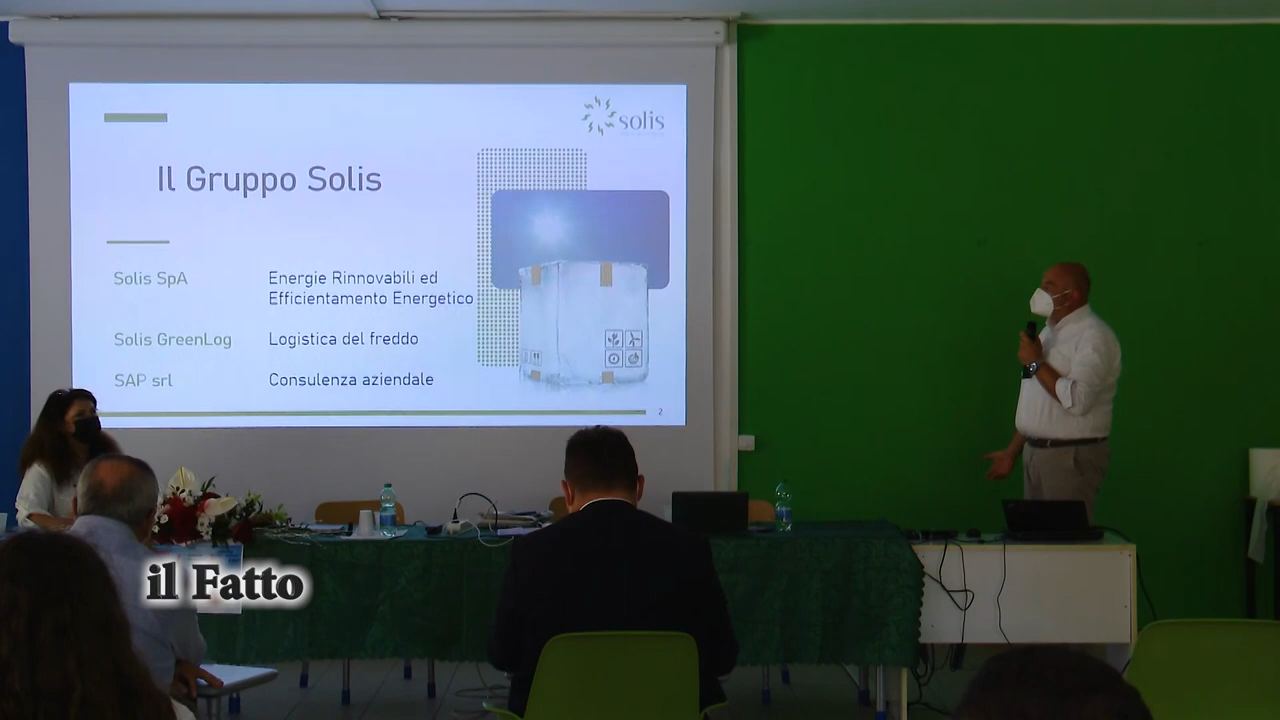 solis
Il Gruppo Solis
Solis SpA Energie Rinnovabili ed
Efficientamento Energetico
Solis GreenLog Logistica del freddo
SAP srl Consulenza aziendale
2
il Fatto